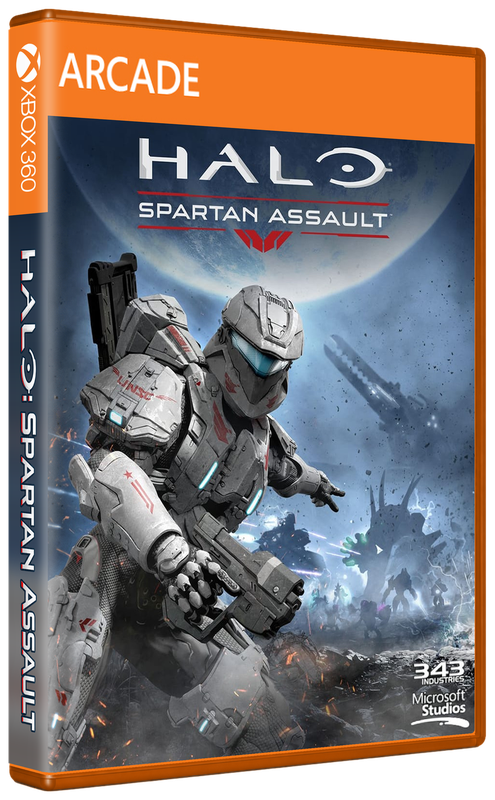 XBOX 360
HALO: SPARTAN ASSAULT
ARCADE
HALO
SPARTAN ASSAULT
UNSC
343
INDUSTRIES
Microsoft
Studios